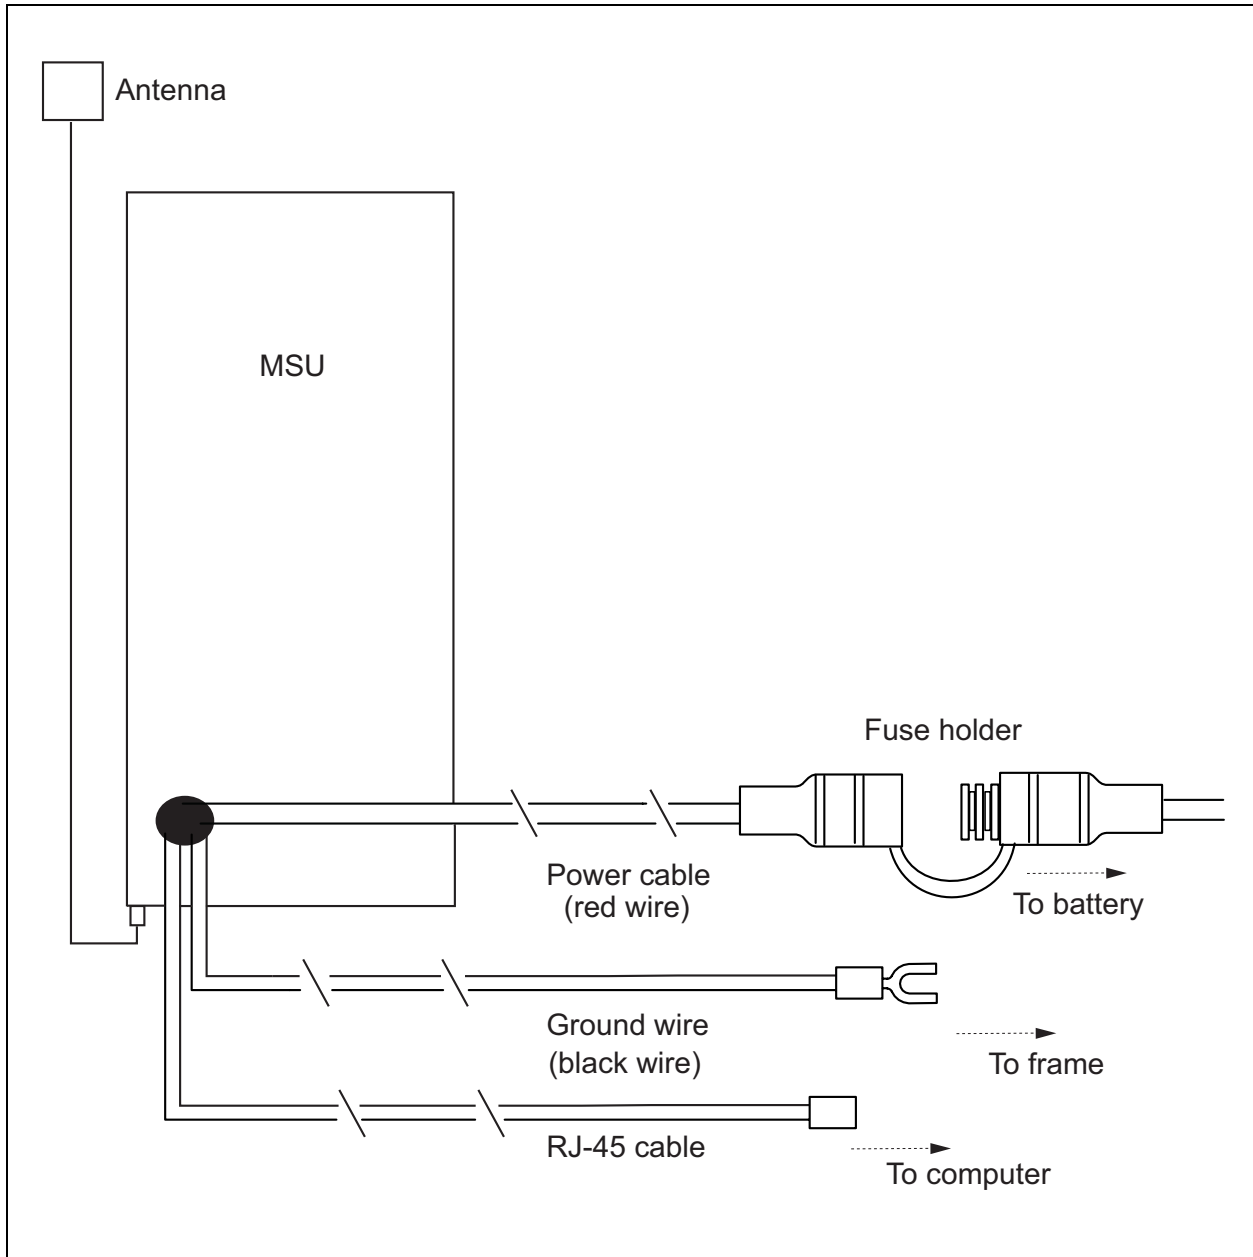 Antenna
MSU
Fuse holder
Power cable
(red wire)
To battery
Ground wire
(black wire)
To frame
RJ-45 cable
To computer